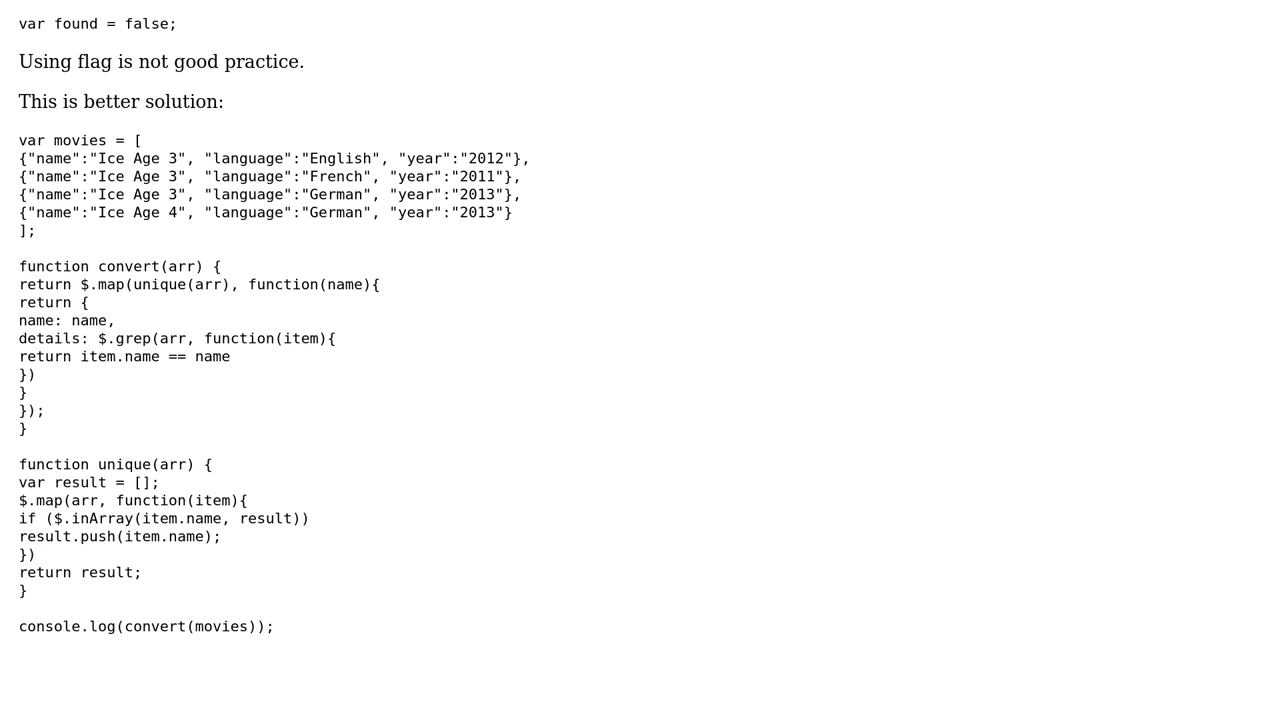 var found = false;
Using flag is not good practice.
This is better solution:
var movies = [
{"name":"Ice Age 3", "language":"English", "year":"2012"},
{"name":"Ice Age 3", "language":"French", "year":"2011"},
{"name":"Ice Age 3", "language":"German", "year":"2013"},
{"name":"Ice Age 4", "language":"German", "year":"2013"}
];
function convert(arr) {
return $.map(unique(arr), function(name){
return {
name: name,
details: $.grep(arr, function(item){
return item.name == name
})
}
});
}
function unique(arr) {
var result = [];
$.map(arr, function(item){
if ($.inArray(item.name, result))
result.push(item.name);
})
return result;
}
console.log(convert(movies));